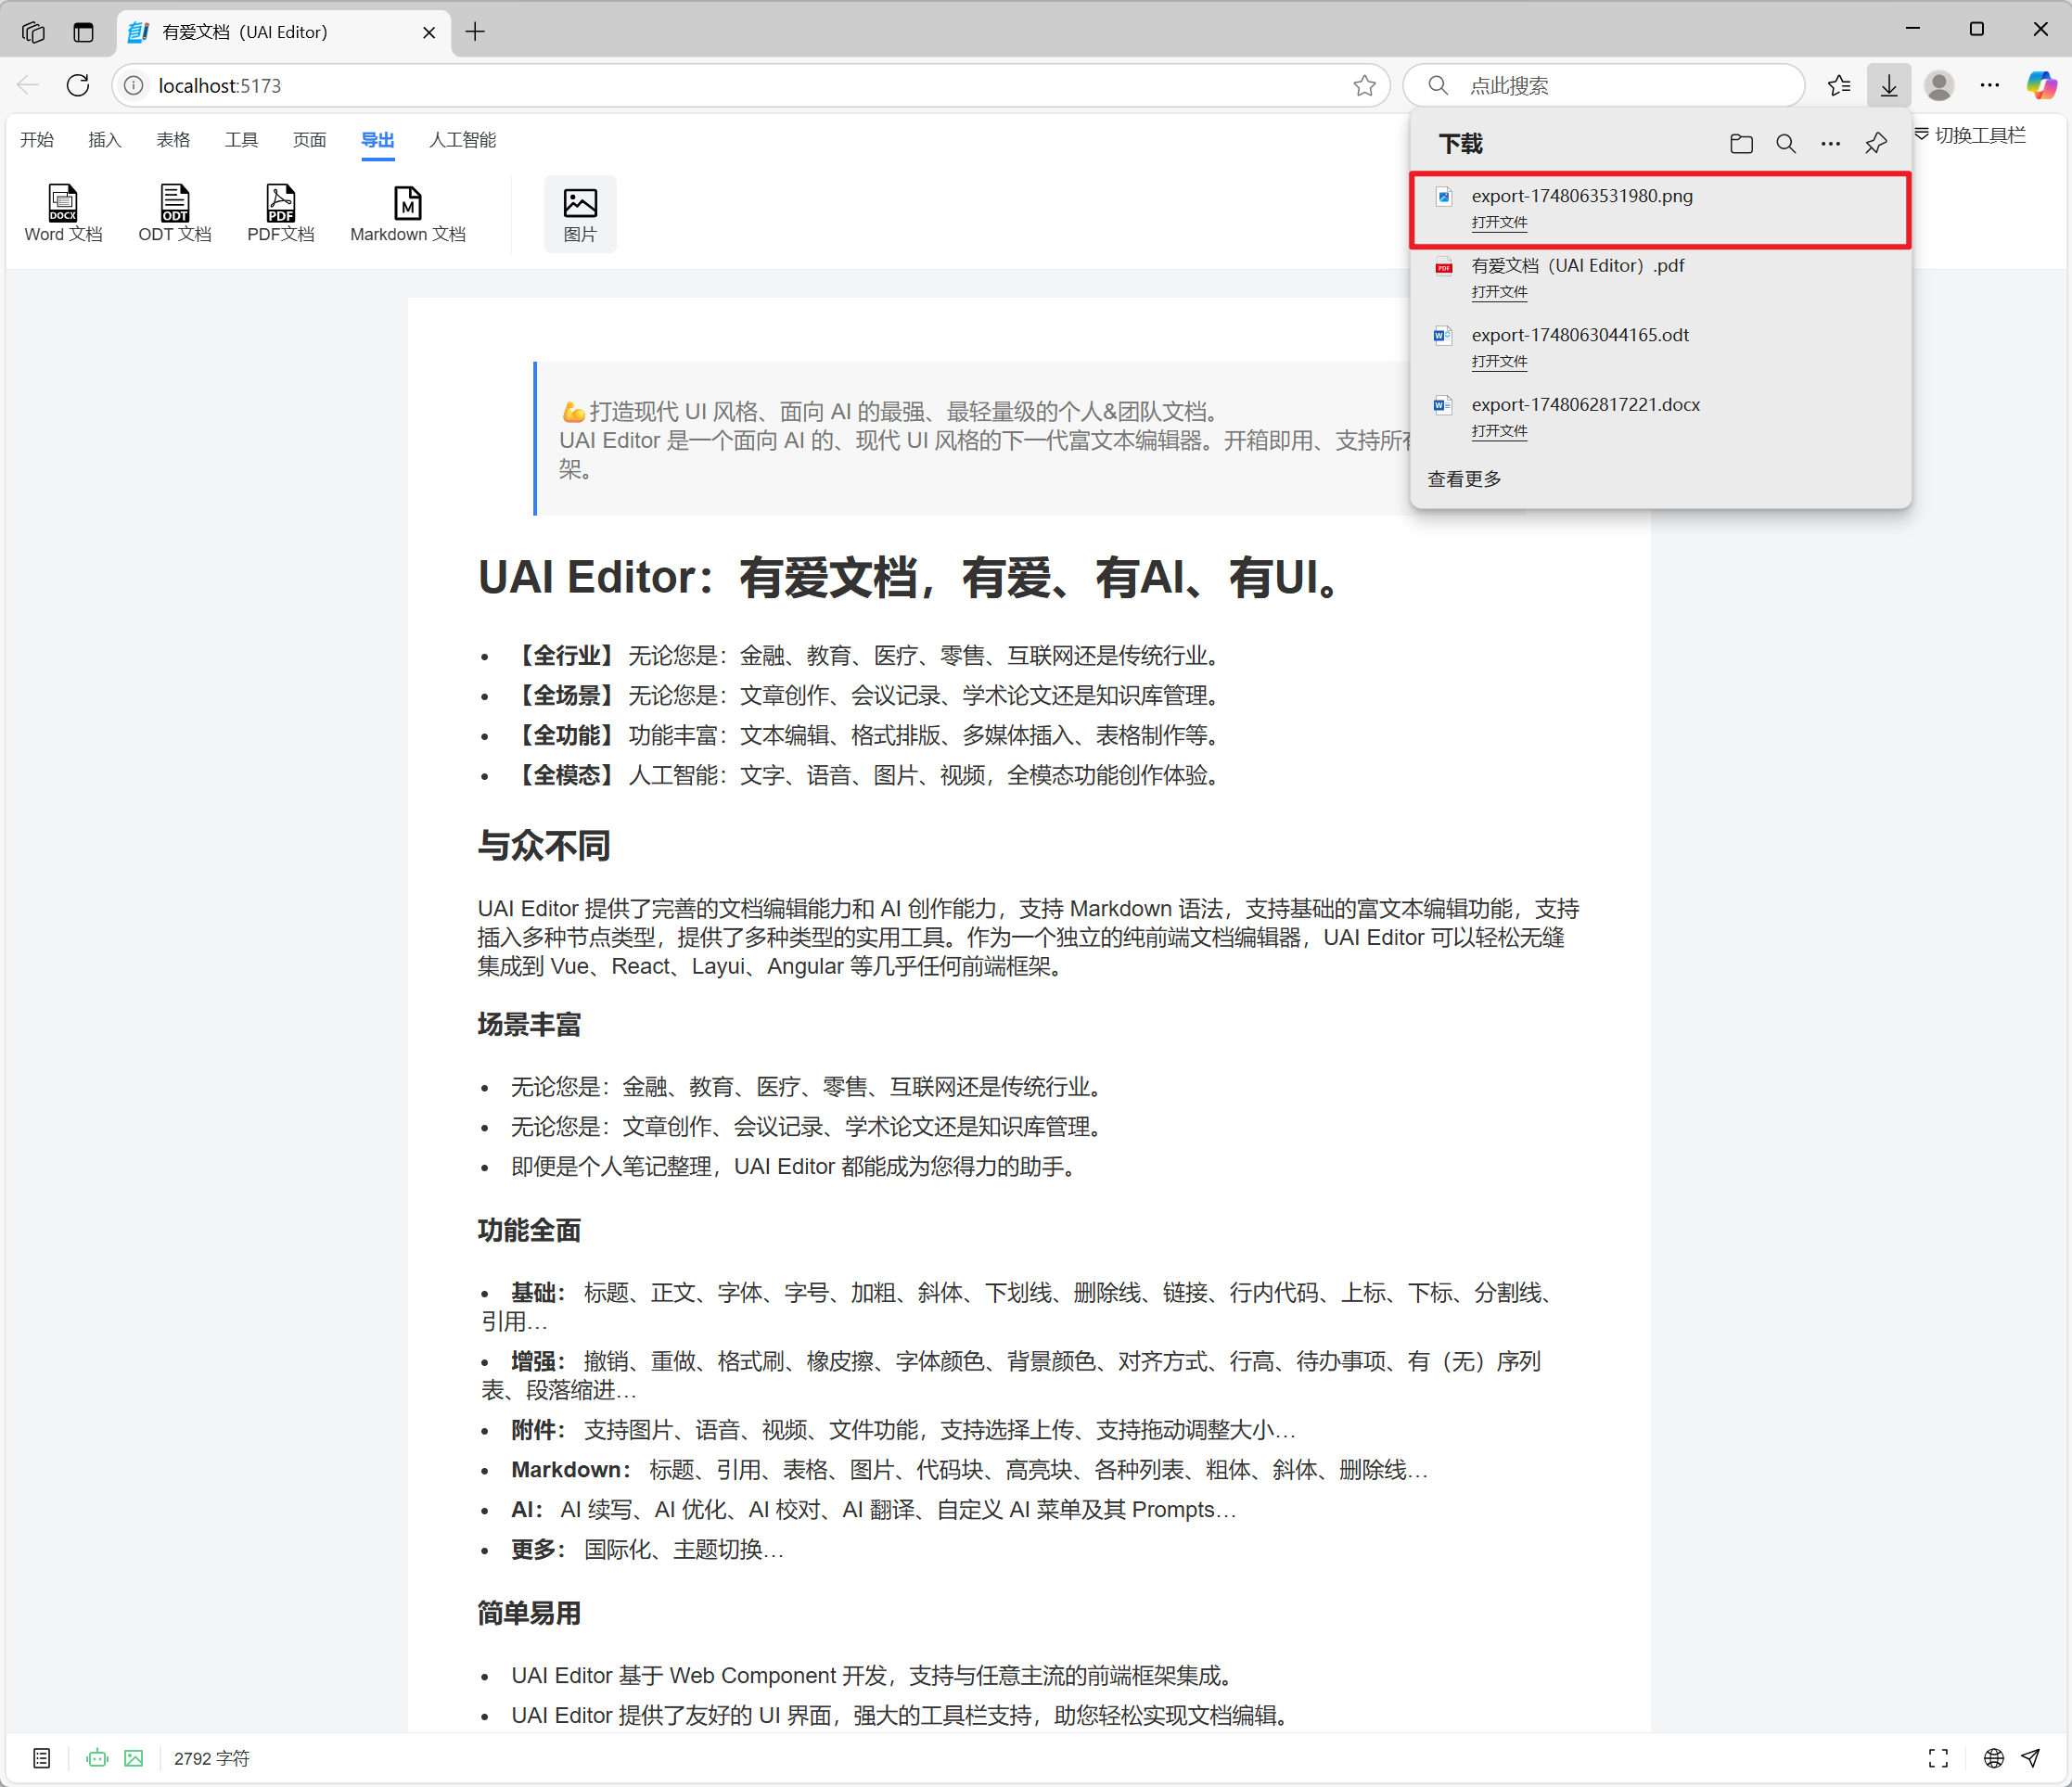 有爱文档（UAI Editor）
localhost:5173
点此搜索
开始 插入 表格 工具 页面 导出 人工智能
切换工具栏
DOCX
Word 文档
ODT
ODT 文档
PDF
PDF文档
M
Markdown 文档
图片
下载
export-1748063531980.png
打开文件
PDF
有爱文档（UAI Editor）.pdf
打开文件
export-1748063044165.odt
打开文件
export-1748062817221.docx
打开文件
查看更多
💪打造现代 UI 风格、面向 AI 的最强、最轻量级的个人&团队文档。
UAI Editor 是一个面向 AI 的、现代 UI 风格的下一代富文本编辑器。开箱即用、支持所有
架。
UAI Editor：有爱文档，有爱、有AI、有UI。
• 【全行业】 无论您是：金融、教育、医疗、零售、互联网还是传统行业。
• 【全场景】 无论您是：文章创作、会议记录、学术论文还是知识库管理。
• 【全功能】 功能丰富：文本编辑、格式排版、多媒体插入、表格制作等。
• 【全模态】 人工智能：文字、语音、图片、视频，全模态功能创作体验。
与众不同
UAI Editor 提供了完善的文档编辑能力和 AI 创作能力，支持 Markdown 语法，支持基础的富文本编辑功能，支持
插入多种节点类型，提供了多种类型的实用工具。作为一个独立的纯前端文档编辑器，UAI Editor 可以轻松无缝
集成到 Vue、React、Layui、Angular 等几乎任何前端框架。
场景丰富
• 无论您是：金融、教育、医疗、零售、互联网还是传统行业。
• 无论您是：文章创作、会议记录、学术论文还是知识库管理。
• 即便是个人笔记整理，UAI Editor 都能成为您得力的助手。
功能全面
• 基础： 标题、正文、字体、字号、加粗、斜体、下划线、删除线、链接、行内代码、上标、下标、分割线、
引用…
• 增强： 撤销、重做、格式刷、橡皮擦、字体颜色、背景颜色、对齐方式、行高、待办事项、有（无）序列
表、段落缩进…
• 附件： 支持图片、语音、视频、文件功能，支持选择上传、支持拖动调整大小…
• Markdown： 标题、引用、表格、图片、代码块、高亮块、各种列表、粗体、斜体、删除线…
• AI： AI 续写、AI 优化、AI 校对、AI 翻译、自定义 AI 菜单及其 Prompts…
• 更多： 国际化、主题切换…
简单易用
• UAI Editor 基于 Web Component 开发，支持与任意主流的前端框架集成。
• UAI Editor 提供了友好的 UI 界面，强大的工具栏支持，助您轻松实现文档编辑。
2792 字符